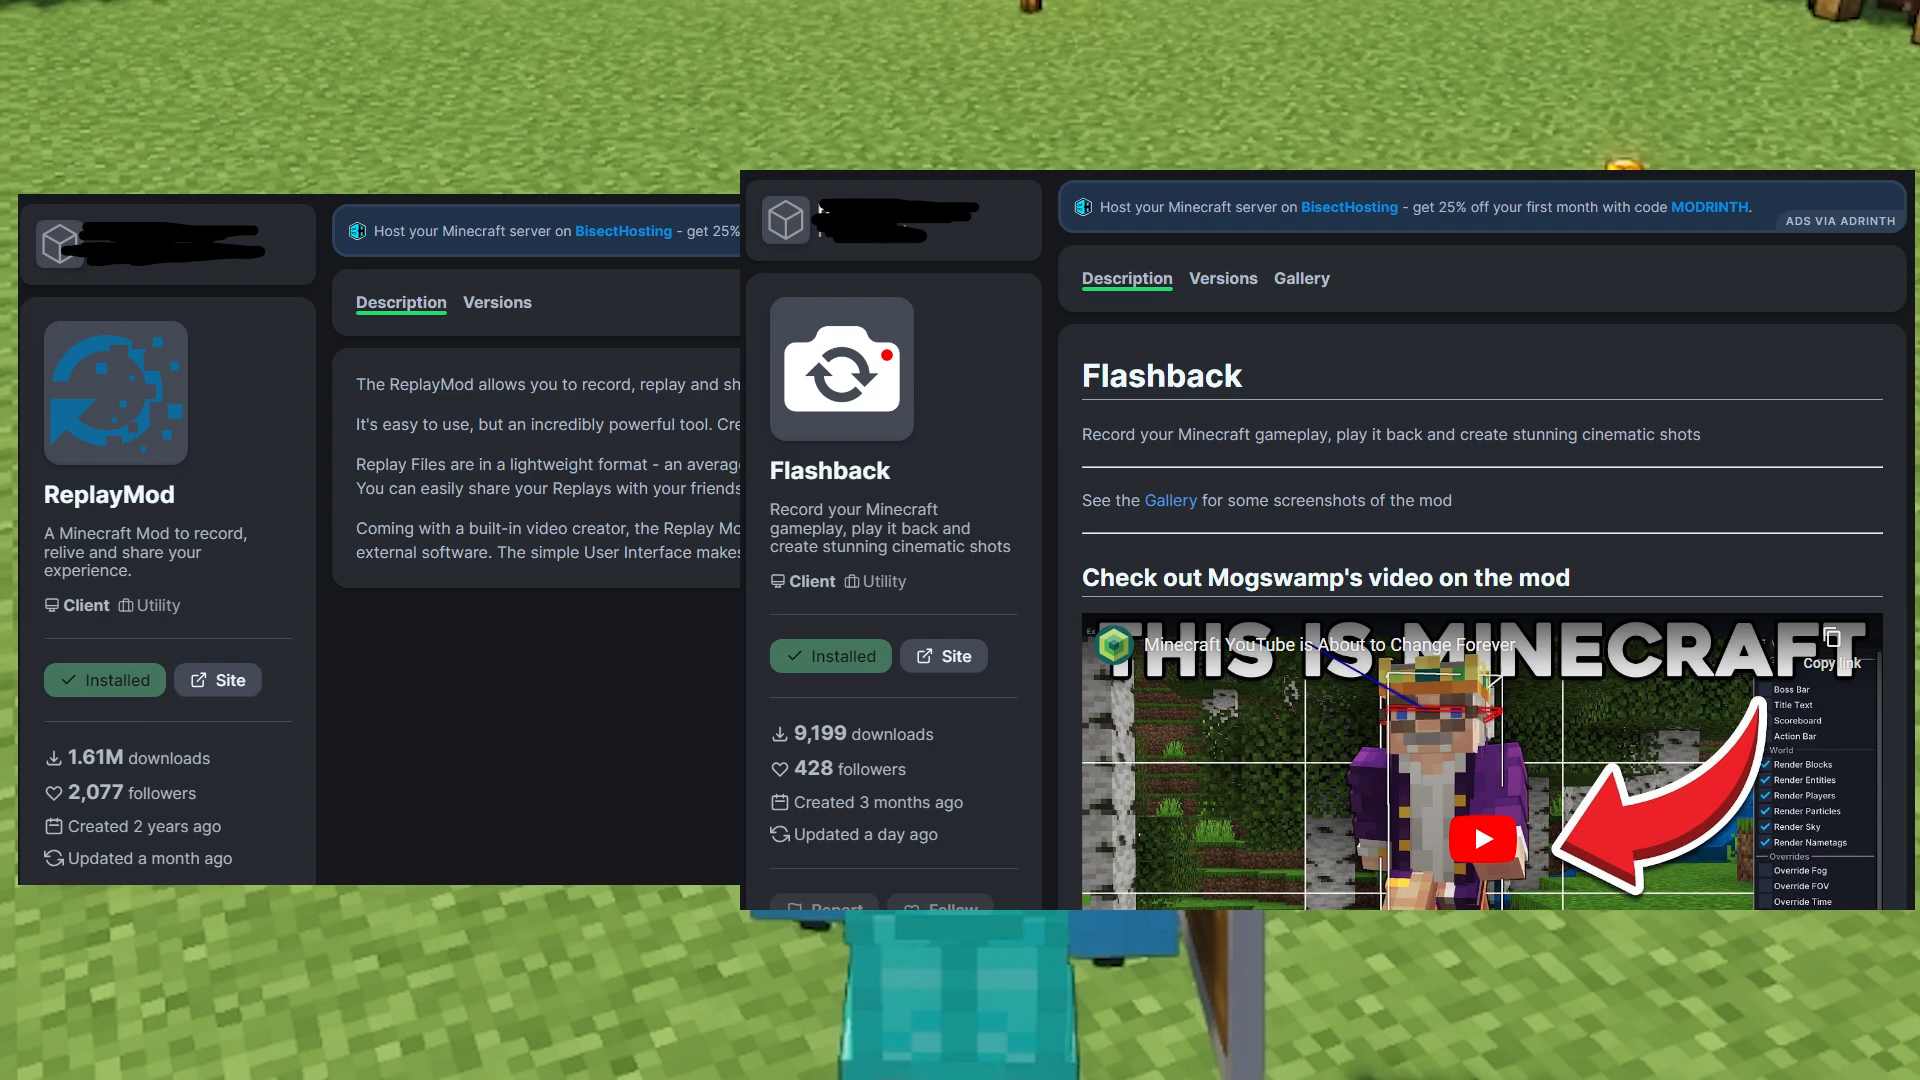 Host your Minecraft server on BisectHosting - get 25%
Description Versions
ReplayMod
A Minecraft Mod to record,
relive and share your
experience.
Client Utility
Installed Site
1.61M downloads
2,077 followers
Created 2 years ago
Updated a month ago
The ReplayMod allows you to record, replay and sh
It's easy to use, but an incredibly powerful tool. Cre
Replay Files are in a lightweight format - an averag
You can easily share your Replays with your friends
Coming with a built-in video creator, the Replay Mo
external software. The simple User Interface makes
Host your Minecraft server on BisectHosting - get 25% off your first month with code MODRINTH.
ADS VIA ADRINTH
Description Versions Gallery
Flashback
Record your Minecraft
gameplay, play it back and
create stunning cinematic shots
Client Utility
Installed Site
9,199 downloads
428 followers
Created 3 months ago
Updated a day ago
Report Follow
Flashback
Record your Minecraft gameplay, play it back and create stunning cinematic shots
See the Gallery for some screenshots of the mod
Check out Mogswamp's video on the mod
THIS IS MINECRAFT
Minecraft YouTube is About to Change Forever
Copy link
Boss Bar
Title Text
Scoreboard
Action Bar
World
Render Blocks
Render Entities
Render Players
Render Particles
Render Sky
Render Nametags
Overrides
Override Fog
Override FOV
Override Time